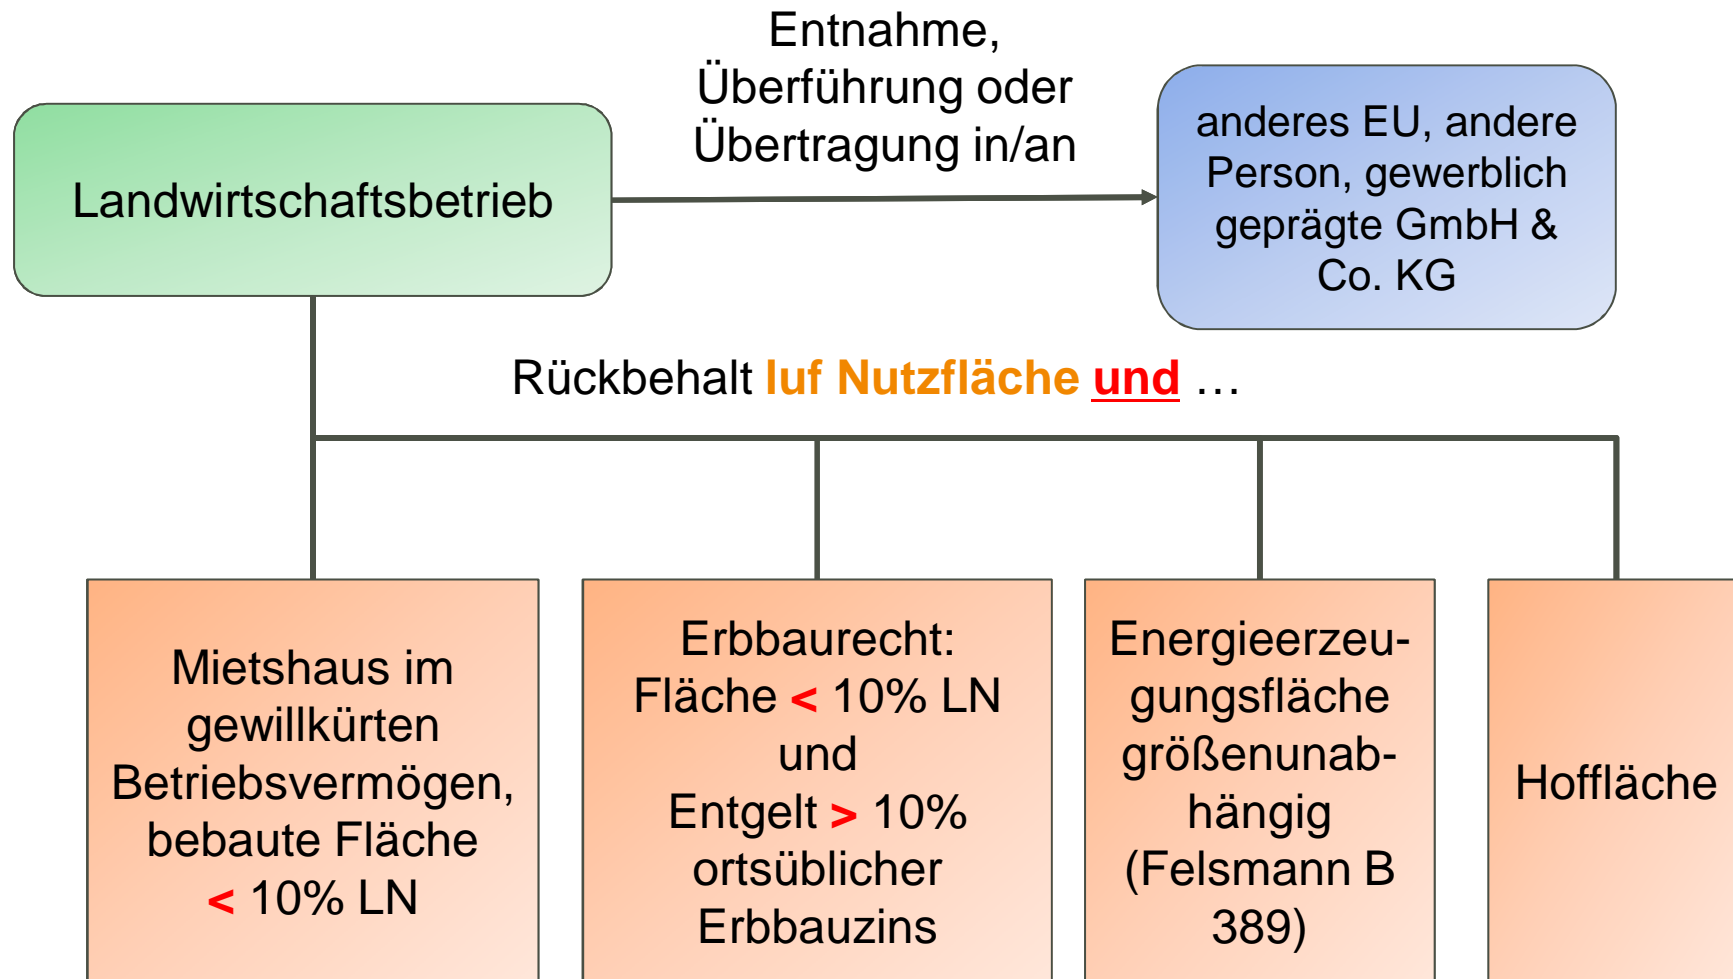 Entnahme,
Überführung oder
Übertragung in/an
Landwirtschaftsbetrieb
anderes EU, andere
Person, gewerblich
geprägte GmbH &
Co. KG
Rückbehalt luf Nutzfläche und …
Mietshaus im
gewillkürten
Betriebsvermögen,
bebaute Fläche
< 10% LN
Erbbaurecht:
Fläche < 10% LN
und
Entgelt > 10%
ortsüblicher
Erbbauzins
Energieerzeu-
gungsfläche
größenunab-
hängig
(Felsmann B
389)
Hoffläche